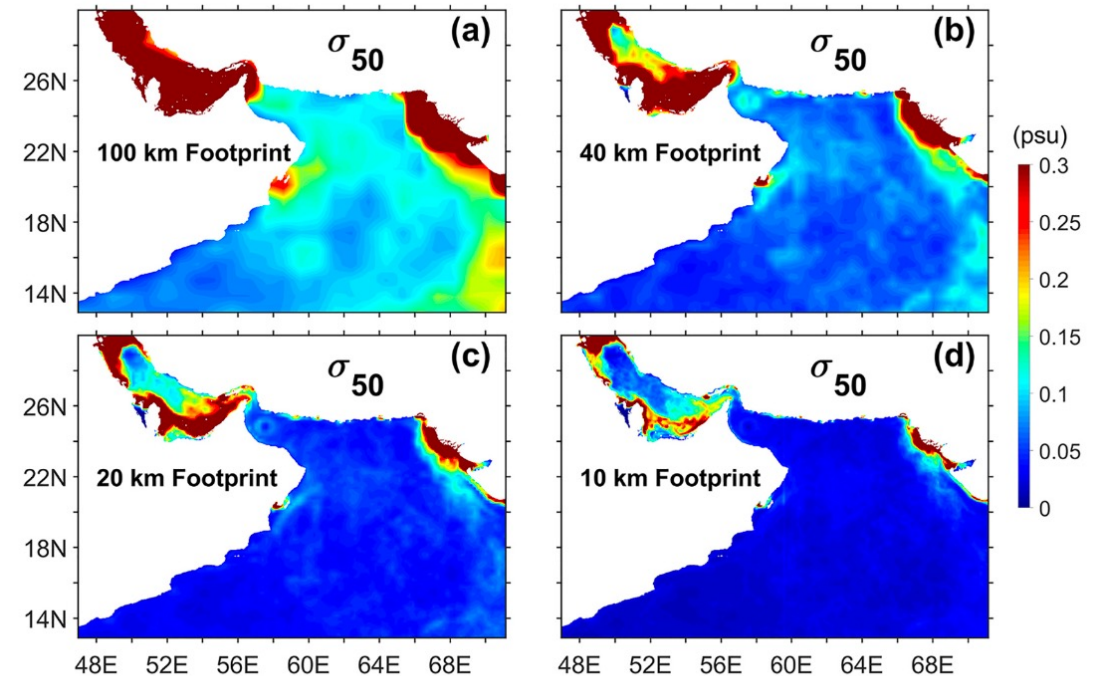 (a)
σ50
100 km Footprint
26N
22N
18N
14N
(b)
σ50
40 km Footprint
(psu)
0.3
0.25
0.2
0.15
0.1
0.05
0
(c)
σ50
20 km Footprint
26N
22N
18N
14N
48E 52E 56E 60E 64E 68E
(d)
σ50
10 km Footprint
48E 52E 56E 60E 64E 68E